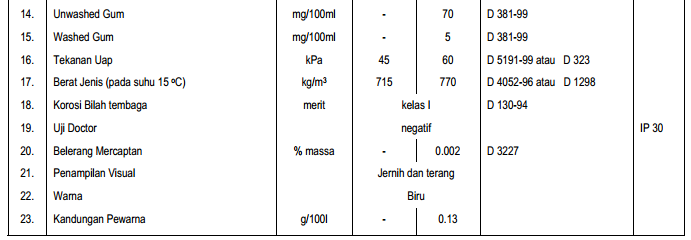 14. Unwashed Gum mg/100ml - 70 D 381-99
15. Washed Gum mg/100ml - 5 D 381-99
16. Tekanan Uap kPa 45 60 D 5191-99 atau D 323
17. Berat Jenis (pada suhu 15 ºC) kg/m³ 715 770 D 4052-96 atau D 1298
18. Korosi Bilah tembaga merit kelas I D 130-94
19. Uji Doctor negatif IP 30
20. Belerang Mercaptan % massa - 0.002 D 3227
21. Penampilan Visual Jernih dan terang
22. Warna Biru
23. Kandungan Pewarna g/100l - 0.13